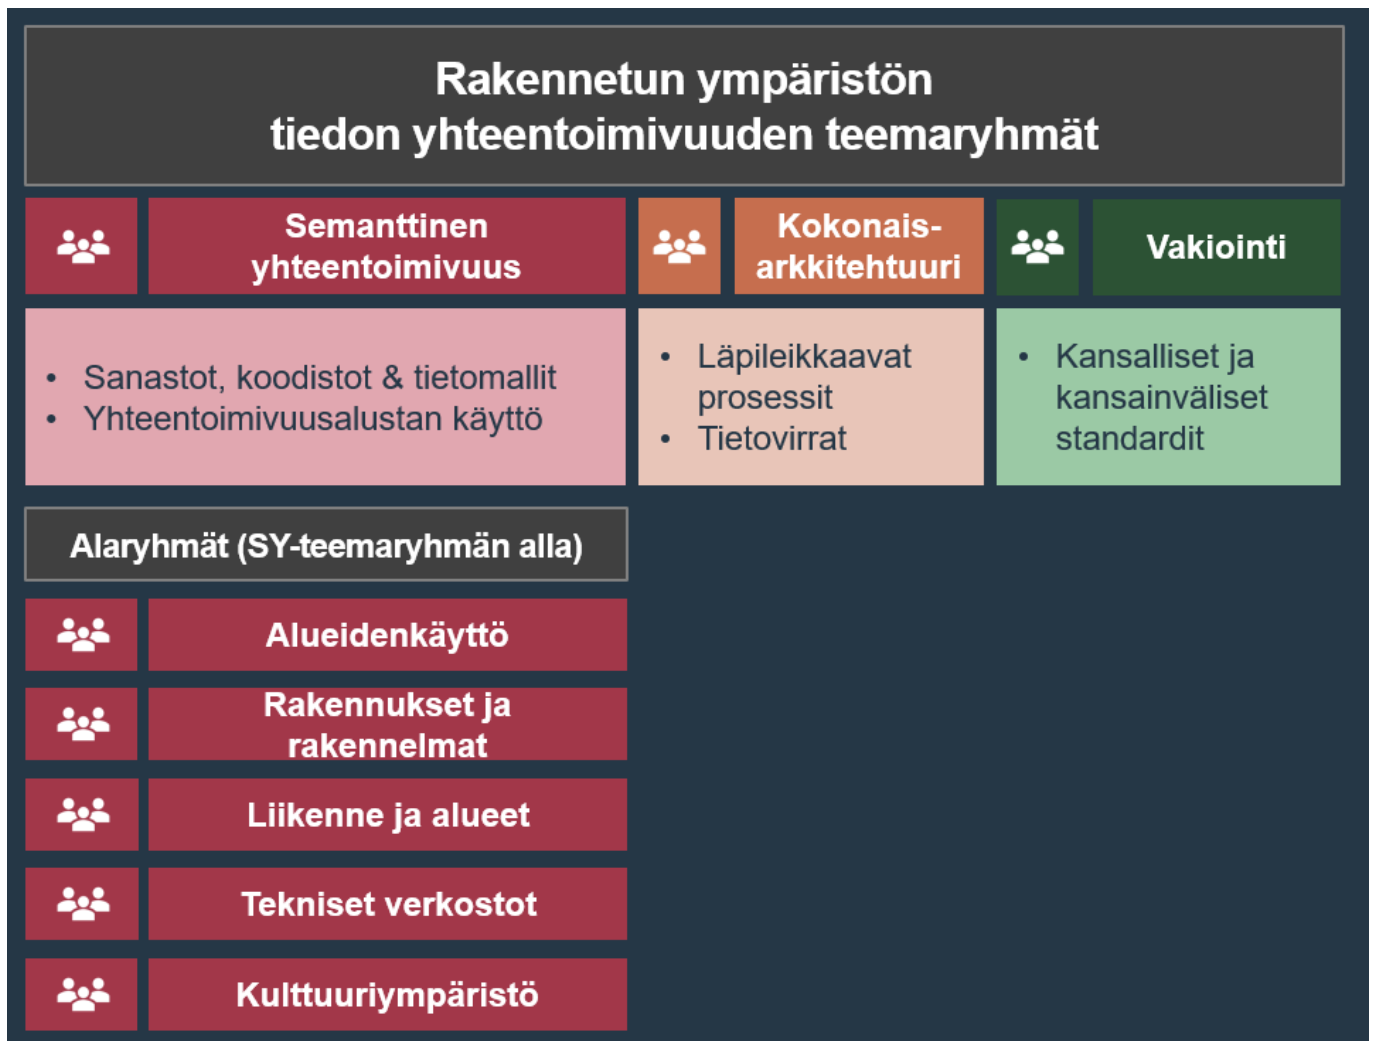 Rakennetun ympäristön
tiedon yhteentoimivuuden teemaryhmät
Semanttinen
yhteentoimivuus
Kokonais-
arkkitehtuuri
Vakiointi
• Sanastot, koodistot & tietomallit
• Yhteentoimivuusalustan käyttö
• Läpileikkaavat
prosessit
• Tietovirrat
• Kansalliset ja
kansainväliset
standardit
Alaryhmät (SY-teemaryhmän alla)
Alueidenkäyttö
Rakennukset ja
rakennelmat
Liikenne ja alueet
Tekniset verkostot
Kulttuuriympäristö